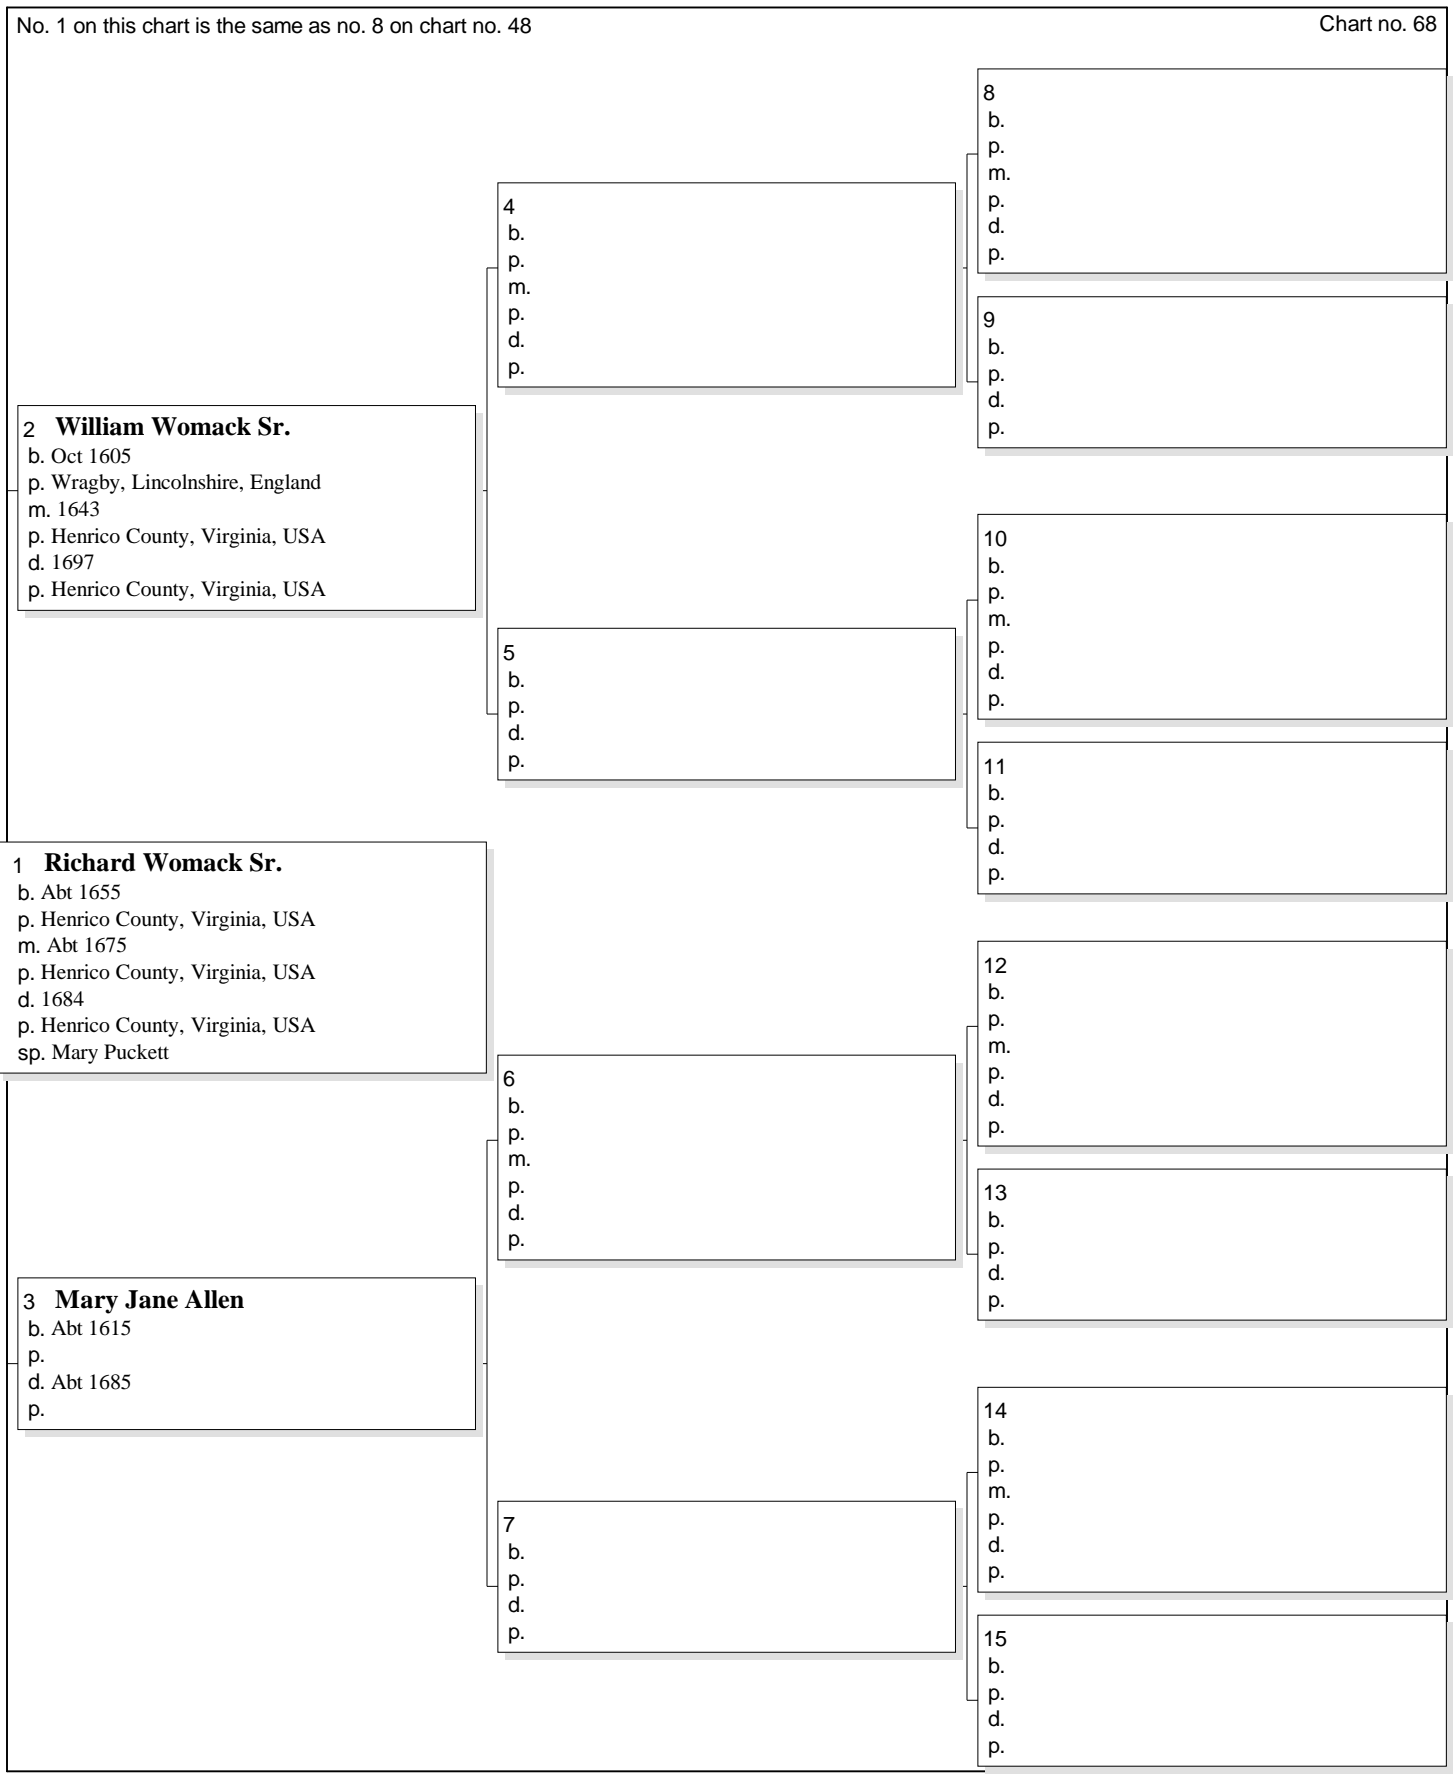 No. 1 on this chart is the same as no. 8 on chart no. 48
Chart no. 68
8
b.
p.
m.
p.
d.
p.
4
b.
p.
m.
p.
d.
p.
9
b.
p.
d.
p.
2 William Womack Sr.
b. Oct 1605
p. Wragby, Lincolnshire, England
m. 1643
p. Henrico County, Virginia, USA
d. 1697
p. Henrico County, Virginia, USA
10
b.
p.
m.
p.
d.
p.
5
b.
p.
d.
p.
11
b.
p.
d.
p.
1 Richard Womack Sr.
b. Abt 1655
p. Henrico County, Virginia, USA
m. Abt 1675
p. Henrico County, Virginia, USA
d. 1684
p. Henrico County, Virginia, USA
sp. Mary Puckett
12
b.
p.
m.
p.
d.
p.
6
b.
p.
m.
p.
d.
p.
13
b.
p.
d.
p.
3 Mary Jane Allen
b. Abt 1615
p.
d. Abt 1685
p.
14
b.
p.
m.
p.
d.
p.
7
b.
p.
d.
p.
15
b.
p.
d.
p.